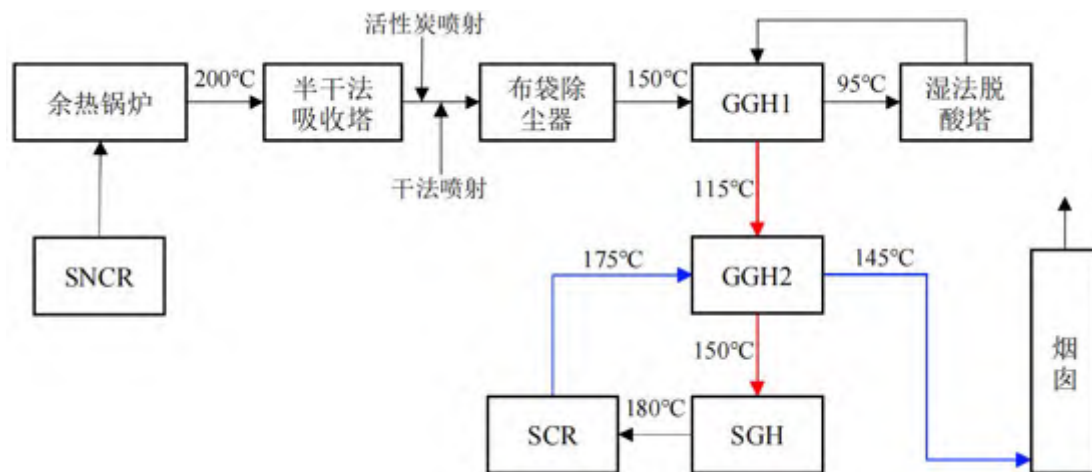 活性炭喷射
余热锅炉
200℃
半干法
吸收塔
布袋除
尘器
150℃
GGH1
95℃
湿法脱
酸塔
干法喷射
115℃
SNCR
175℃
GGH2
145℃
150℃
烟
囱
SCR
180℃
SGH